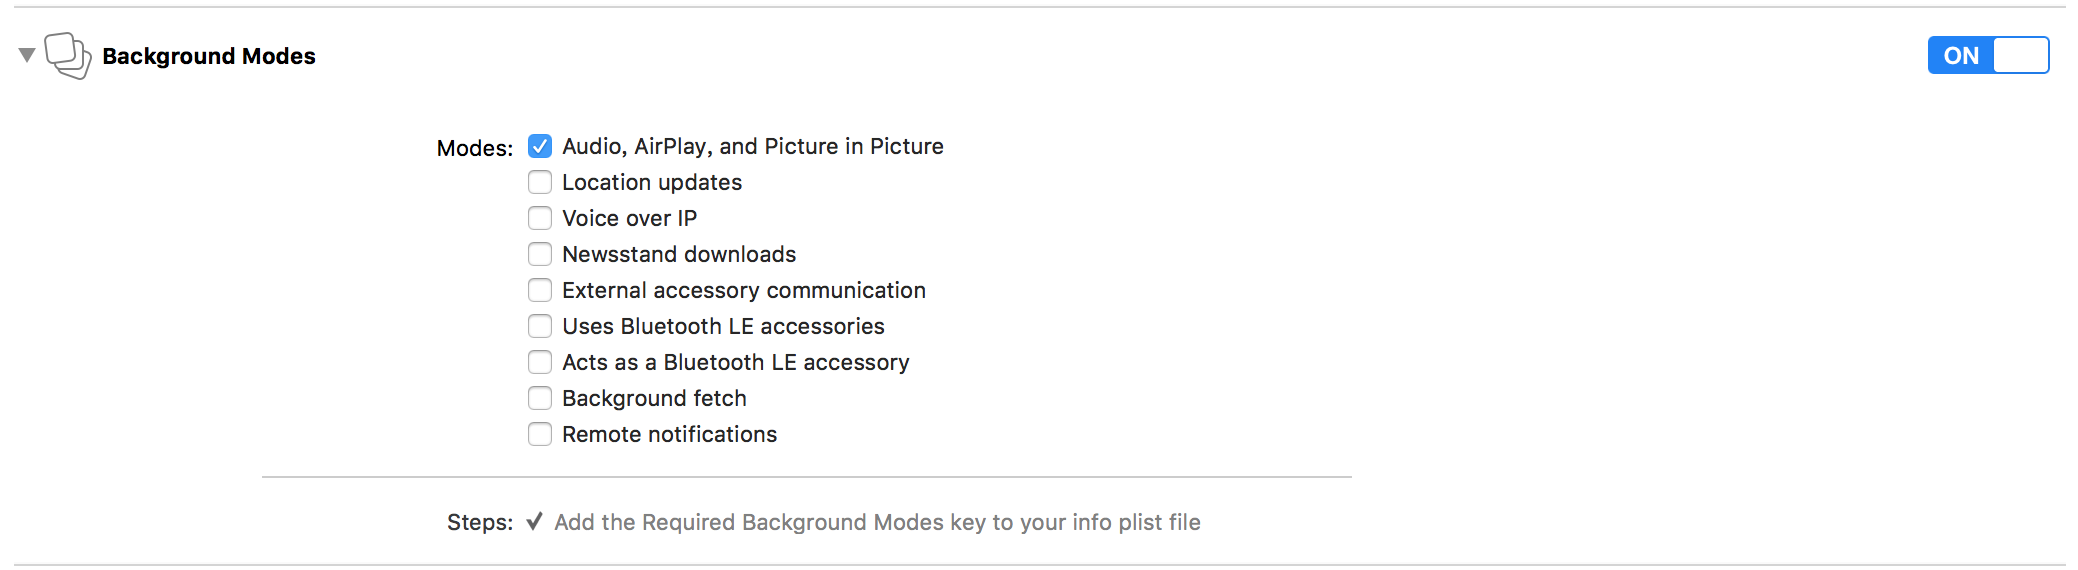 Background Modes
ON
Modes: Audio, AirPlay, and Picture in Picture
Location updates
Voice over IP
Newsstand downloads
External accessory communication
Uses Bluetooth LE accessories
Acts as a Bluetooth LE accessory
Background fetch
Remote notifications
Steps: ✓ Add the Required Background Modes key to your info plist file